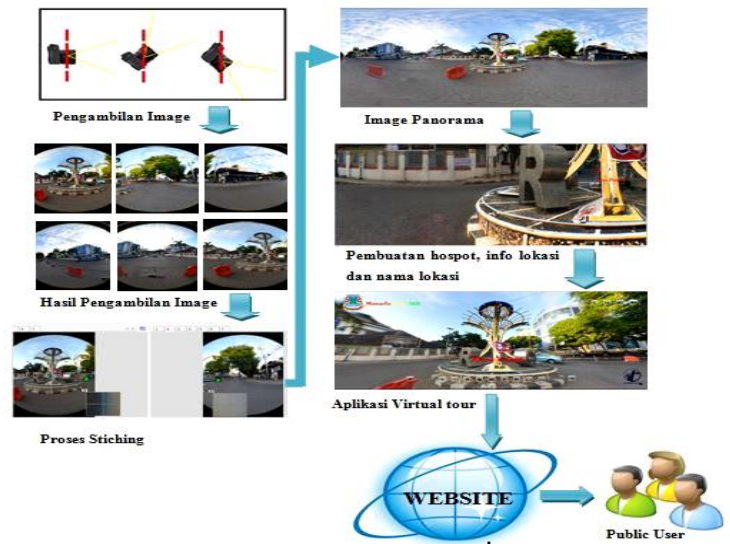 Pengambilan Image
Hasil Pengambilan Image
Proses Stiching
Image Panorama
Pembuatan hospot, info lokasi
dan nama lokasi
Aplikasi Virtual tour
WEBSITE
Public User